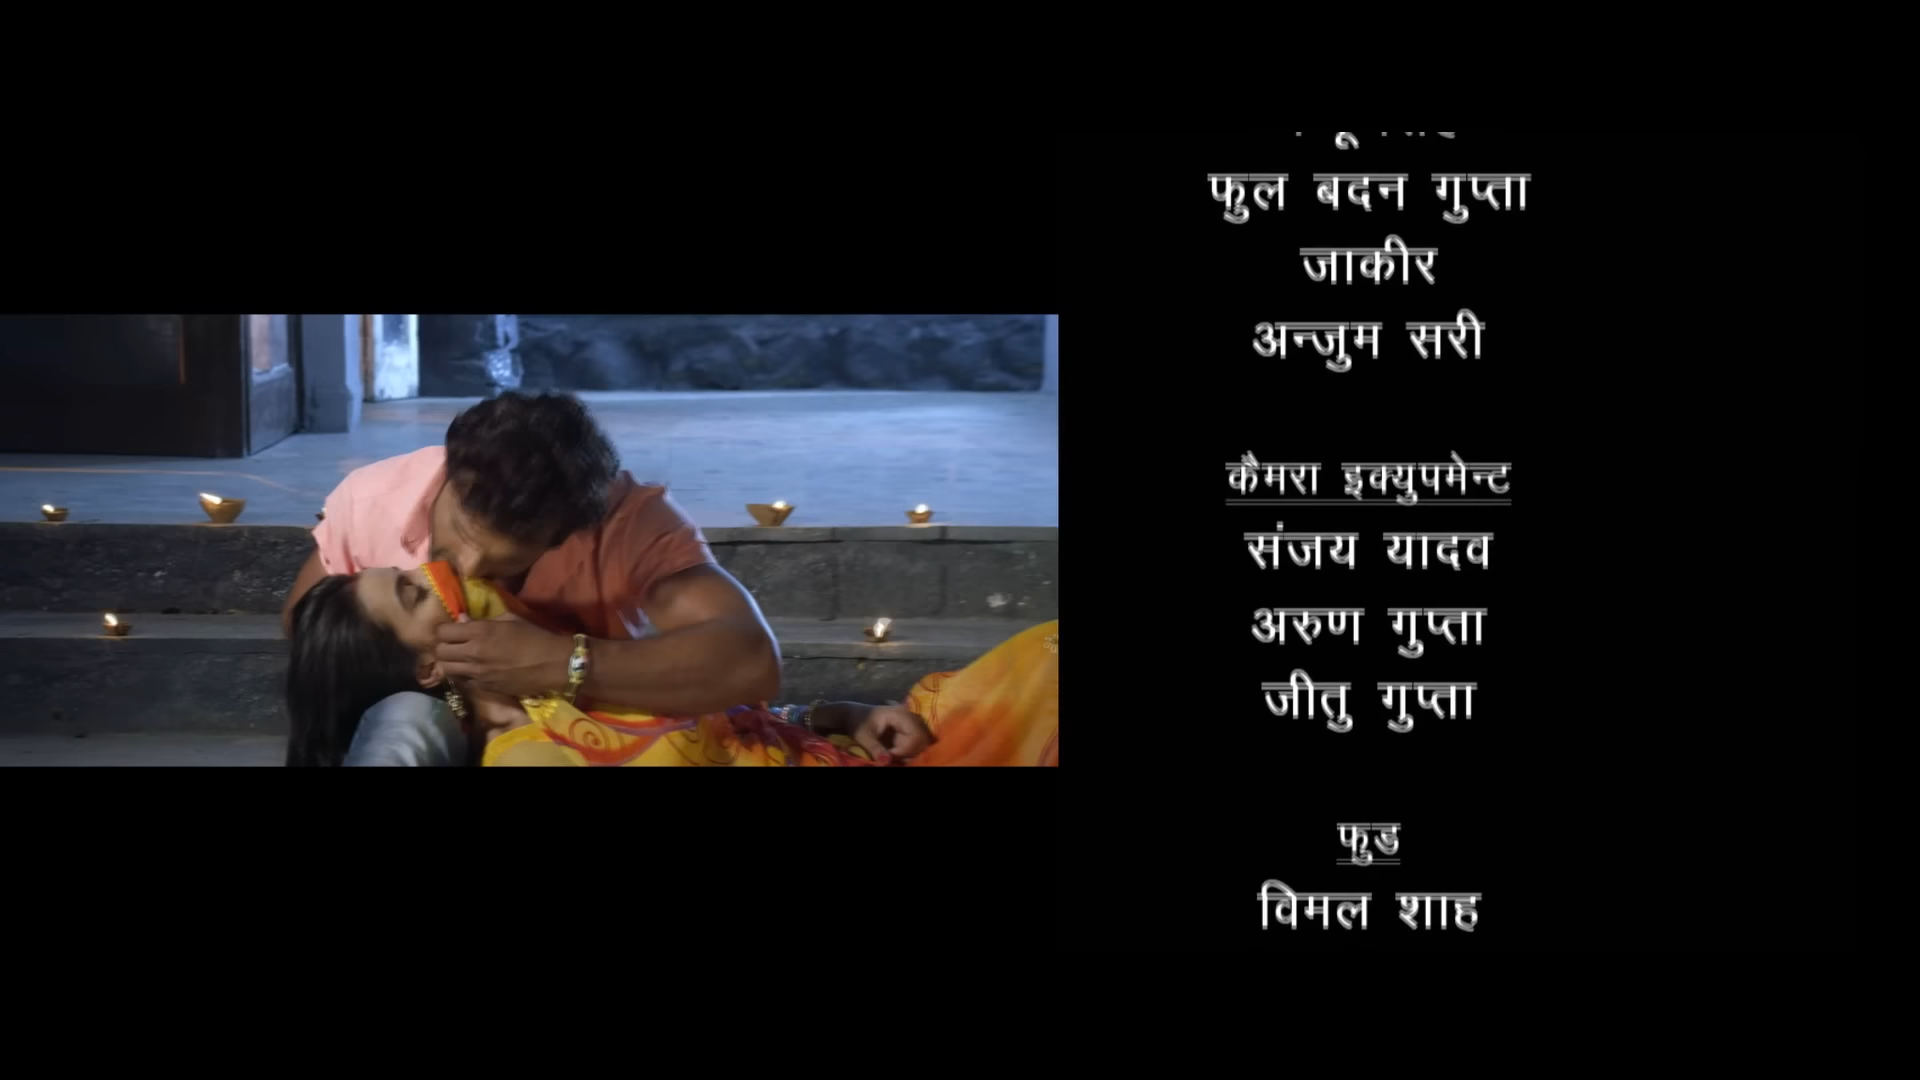 फुल बदन गुप्ता
जाकीर
अन्जुम सरी
कैमरा इक्युपमेन्ट
संजय यादव
अरुण गुप्ता
जीतु गुप्ता
फुड
विमल शाह